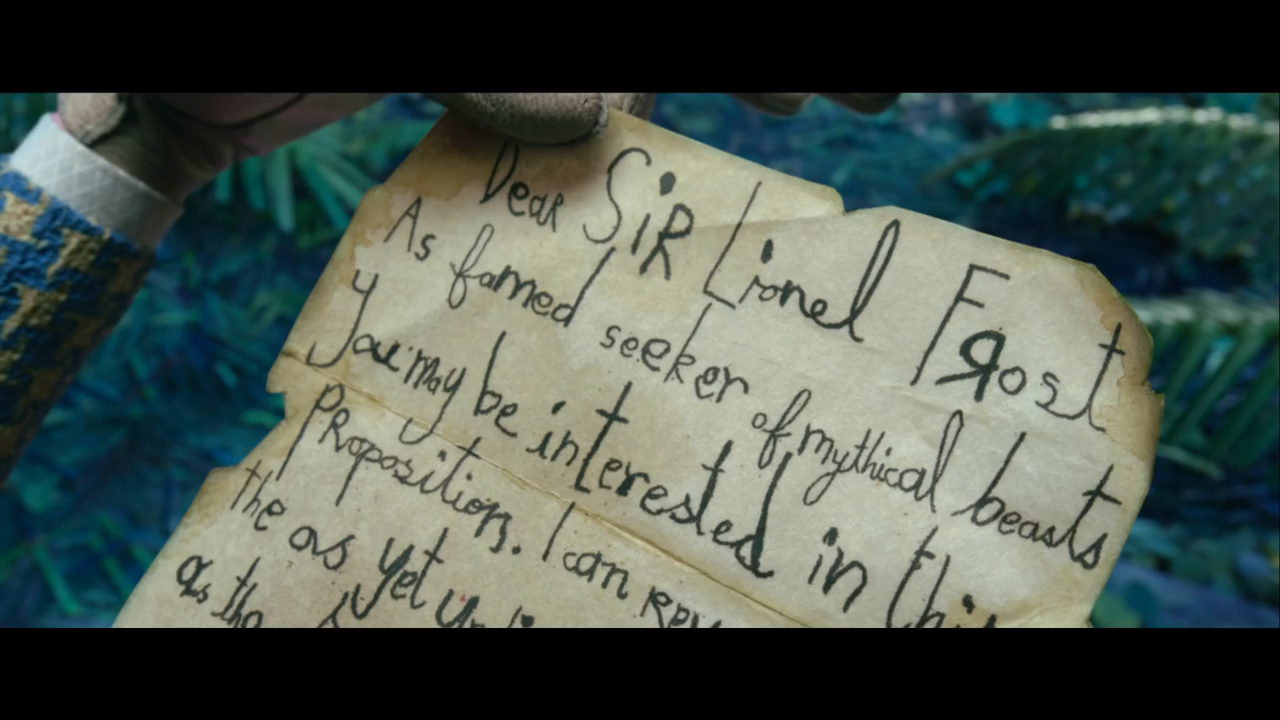 Dear SiR Lionel Frost
As famed seeker of mythical beasts
You may be interested in this
proposition. I can
the as yet
as the